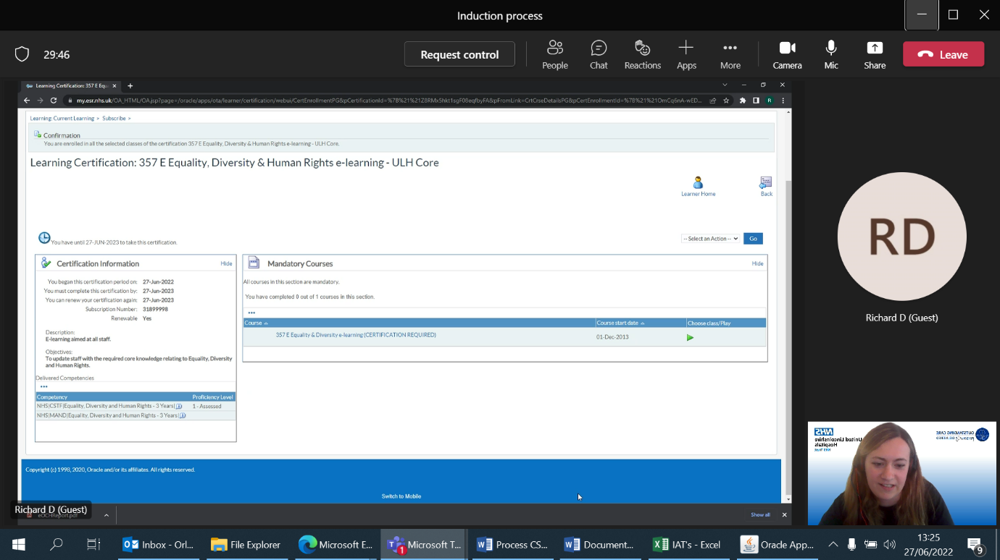 Induction process
29:46
Request control
People
Chat
Reactions
Apps
More
Camera
Mic
Share
Leave
Learning Certification: 357 E Equa
my.esr.nhs.uk/OA_HTML/OA.jsp?page=/oracle/apps/ota/learner/certification/webui/CertEnrollmentPG&pCertificationId=
R
Learning: Current Learning > Subscribe >
Confirmation
You are enrolled in all the selected classes of the certification 357 E Equality, Diversity & Human Rights e-learning - ULH Core.
Learning Certification: 357 E Equality, Diversity & Human Rights e-learning - ULH Core
Learner Home
Back
You have until 27-JUN-2023 to take this certification.
-- Select an Action --
Go
Certification Information
Hide
You began this certification period on: 27-Jun-2022
You must complete this certification by: 27-Jun-2023
You can renew your certification again: 27-Jun-2023
Subscription Number: 31899998
Renewable Yes
Description:
E-learning aimed at all staff.
Objectives:
To update staff with the required core knowledge relating to Equality, Diversity
and Human Rights.
Delivered Competencies
Competency Proficiency Level
NHS|CSTF|Equality, Diversity and Human Rights - 3 Years| 1 - Assessed
NHS|MAND|Equality, Diversity and Human Rights - 3 Years|
Mandatory Courses
Hide
All courses in this section are mandatory.
You have completed 0 out of 1 courses in this section.
Course Course start date Choose class/Play
357 E Equality & Diversity e-learning (CERTIFICATION REQUIRED) 01-Dec-2013
Copyright (c) 1998, 2020, Oracle and/or its affiliates. All rights reserved.
Switch to Mobile
Richard D (Guest)
eOCHReport.pdf
Show all
RD
Richard D (Guest)
NHS
United Lincolnshire
Hospitals
NHS Trust
OUTSTANDING CARE
DELIVERED
Inbox - Orl...
File Explorer
Microsoft E...
1
Microsoft T...
Process CS...
Document...
IAT's - Excel
Oracle App...
13:25
27/06/2022
9